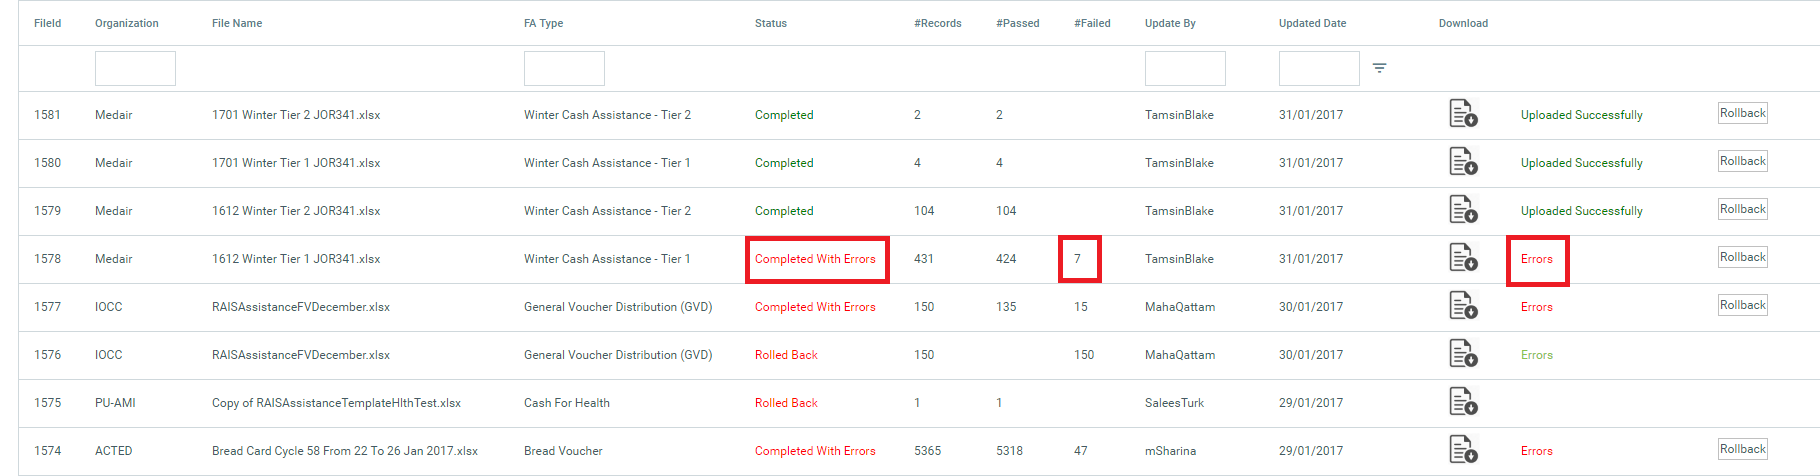 FileId Organization File Name FA Type Status #Records #Passed #Failed Update By Updated Date Download
1581 Medair 1701 Winter Tier 2 JOR341.xlsx Winter Cash Assistance - Tier 2 Completed 2 2 TamsinBlake 31/01/2017 Uploaded Successfully Rollback
1580 Medair 1701 Winter Tier 1 JOR341.xlsx Winter Cash Assistance - Tier 1 Completed 4 4 TamsinBlake 31/01/2017 Uploaded Successfully Rollback
1579 Medair 1612 Winter Tier 2 JOR341.xlsx Winter Cash Assistance - Tier 2 Completed 104 104 TamsinBlake 31/01/2017 Uploaded Successfully Rollback
1578 Medair 1612 Winter Tier 1 JOR341.xlsx Winter Cash Assistance - Tier 1 Completed With Errors 431 424 7 TamsinBlake 31/01/2017 Errors Rollback
1577 IOCC RAISAssistanceFVDecember.xlsx General Voucher Distribution (GVD) Completed With Errors 150 135 15 MahaQattam 30/01/2017 Errors Rollback
1576 IOCC RAISAssistanceFVDecember.xlsx General Voucher Distribution (GVD) Rolled Back 150 150 MahaQattam 30/01/2017 Errors
1575 PU-AMI Copy of RAISAssistanceTemplateHlthTest.xlsx Cash For Health Rolled Back 1 1 SaleesTurk 29/01/2017
1574 ACTED Bread Card Cycle 58 From 22 To 26 Jan 2017.xlsx Bread Voucher Completed With Errors 5365 5318 47 mSharina 29/01/2017 Errors Rollback